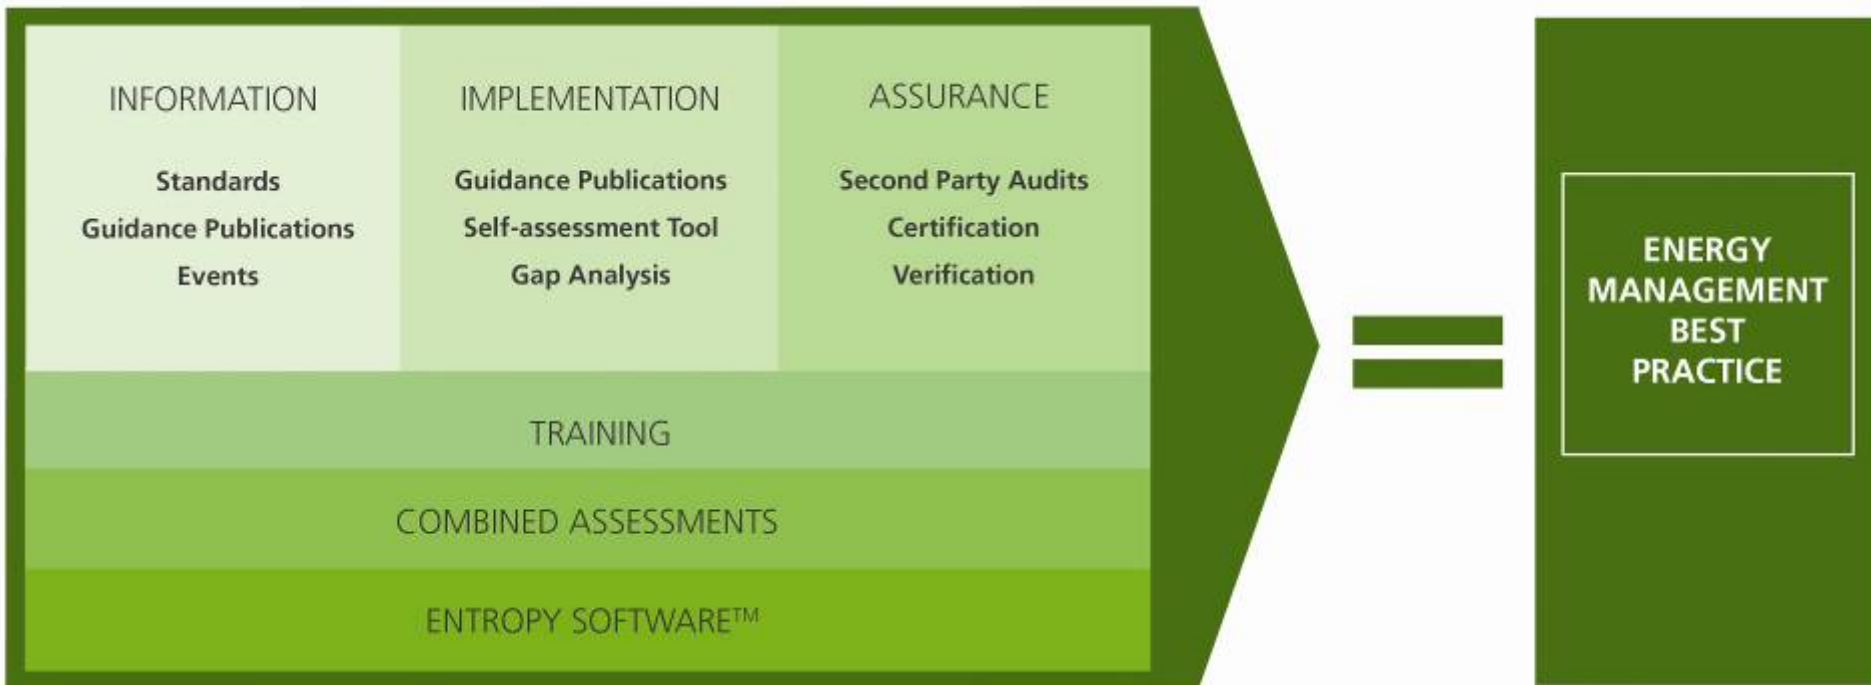 INFORMATION
Standards
Guidance Publications
Events
IMPLEMENTATION
Guidance Publications
Self-assessment Tool
Gap Analysis
ASSURANCE
Second Party Audits
Certification
Verification
TRAINING
COMBINED ASSESSMENTS
ENTROPY SOFTWARE™
ENERGY
MANAGEMENT
BEST
PRACTICE